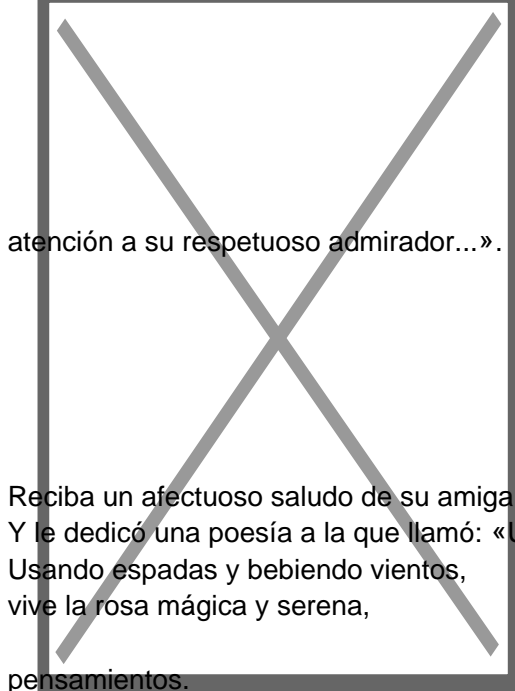 atención a su respetuoso admirador...».
Reciba un afectuoso saludo de su amiga
Y le dedicó una poesía a la que llamó: «U
Usando espadas y bebiendo vientos,
vive la rosa mágica y serena,
pensamientos.